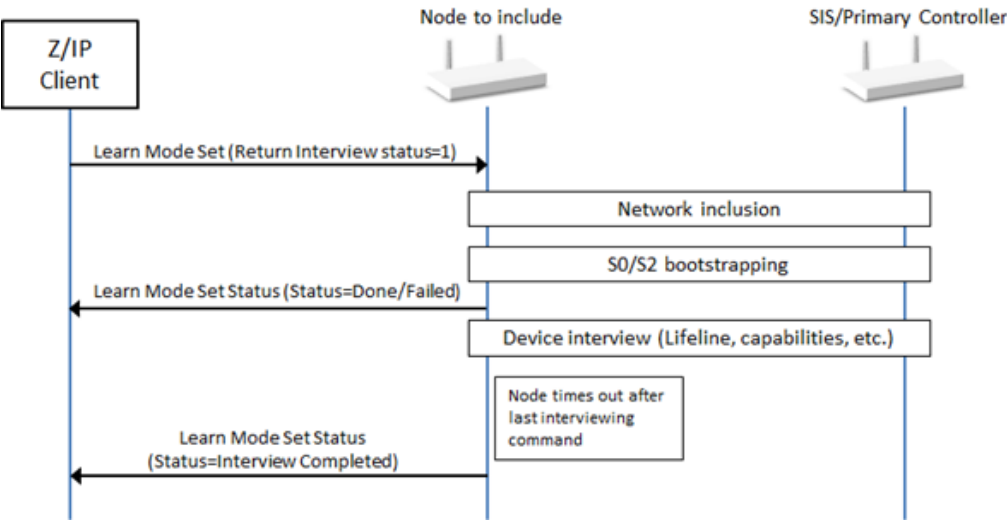 Node to include
SIS/Primary Controller
Z/IP
Client
Learn Mode Set (Return Interview status=1)
Network inclusion
S0/S2 bootstrapping
Learn Mode Set Status (Status=Done/Failed)
Device interview (Lifeline, capabilities, etc.)
Node times out after
last interviewing
command
Learn Mode Set Status
(Status=Interview Completed)